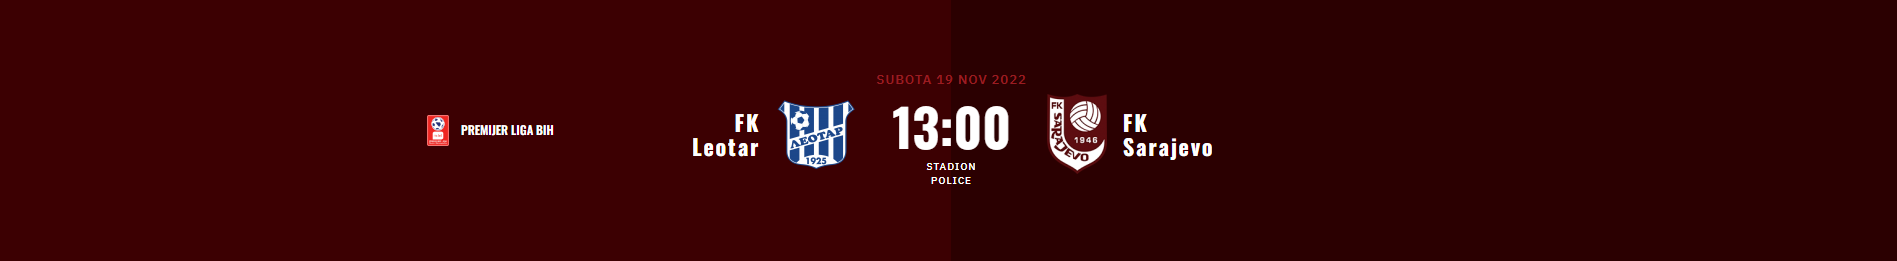 SUBOTA 19 NOV 2022
PREMIJER LIGA BIH
FK
Leotar
ЛЕОТАР
1925
13:00
STADION
POLICE
FK
SARAJEVO
1946
FK
Sarajevo